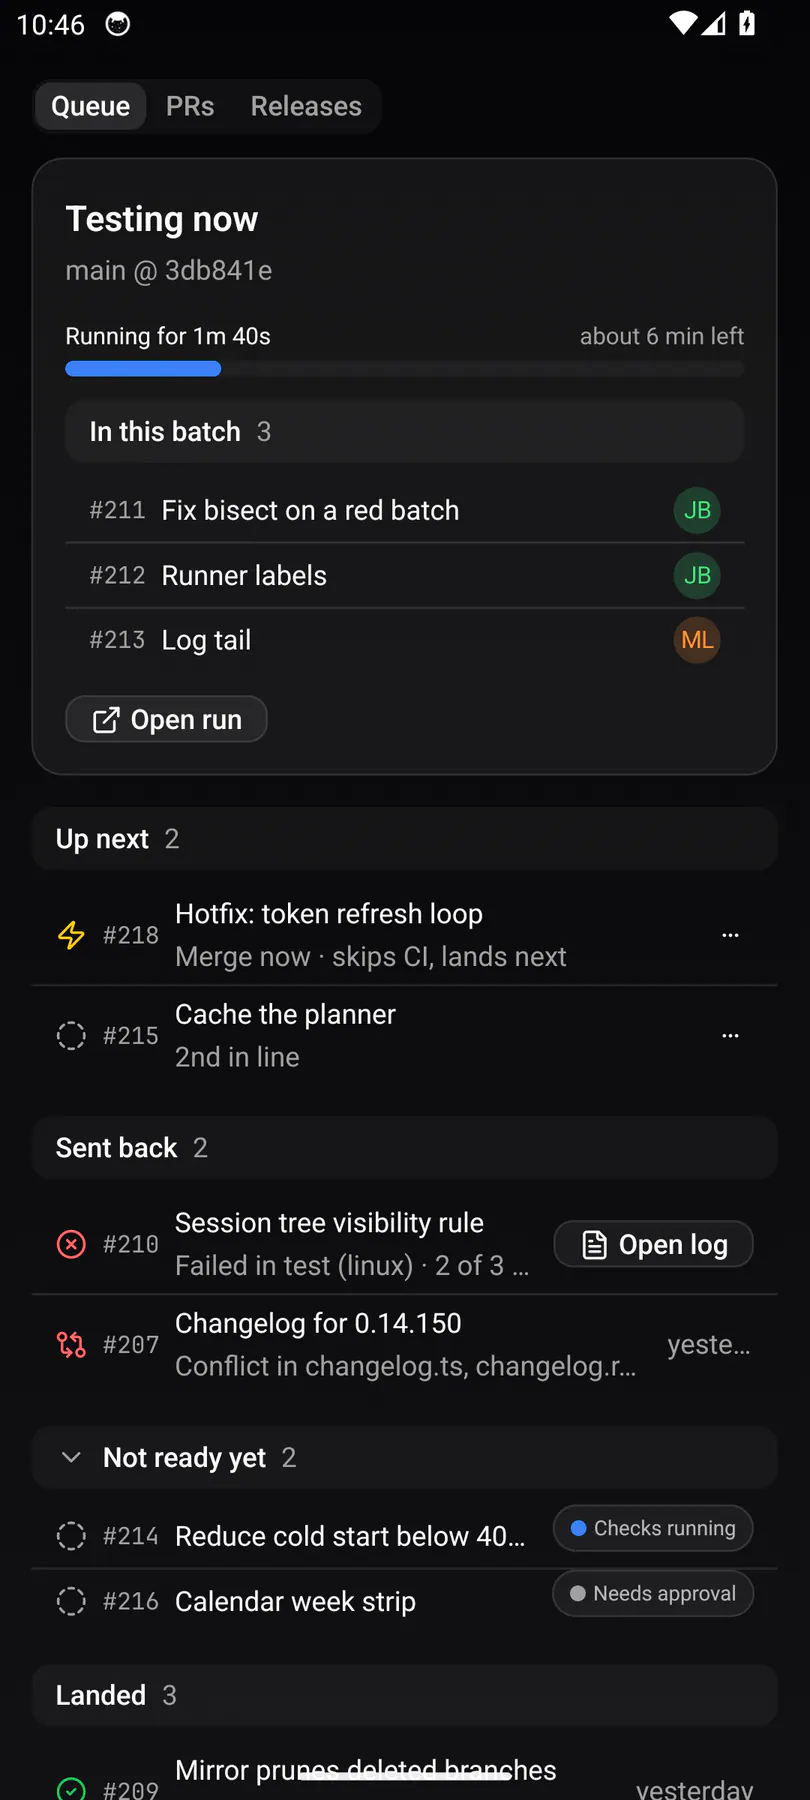 10:46
Queue PRs Releases
Testing now
main @ 3db841e
Running for 1m 40s about 6 min left
In this batch 3
#211 Fix bisect on a red batch JB
#212 Runner labels JB
#213 Log tail ML
Open run
Up next 2
#218 Hotfix: token refresh loop
Merge now · skips CI, lands next
...
#215 Cache the planner
2nd in line
...
Sent back 2
#210 Session tree visibility rule
Failed in test (linux) · 2 of 3 ...
Open log
#207 Changelog for 0.14.150
Conflict in changelog.ts, changelog.r...
yeste...
Not ready yet 2
#214 Reduce cold start below 40... Checks running
#216 Calendar week strip Needs approval
Landed 3
#209 Mirror prunes deleted branches
yesterday